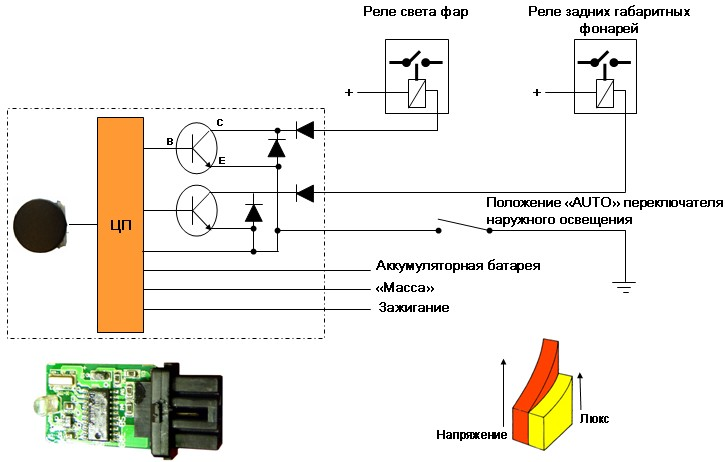 Реле света фар
Реле задних габаритных
фонарей
+
+
C
B
E
ЦП
Положение «AUTO» переключателя
наружного освещения
Аккумуляторная батарея
«Масса»
Зажигание
Напряжение
Люкс